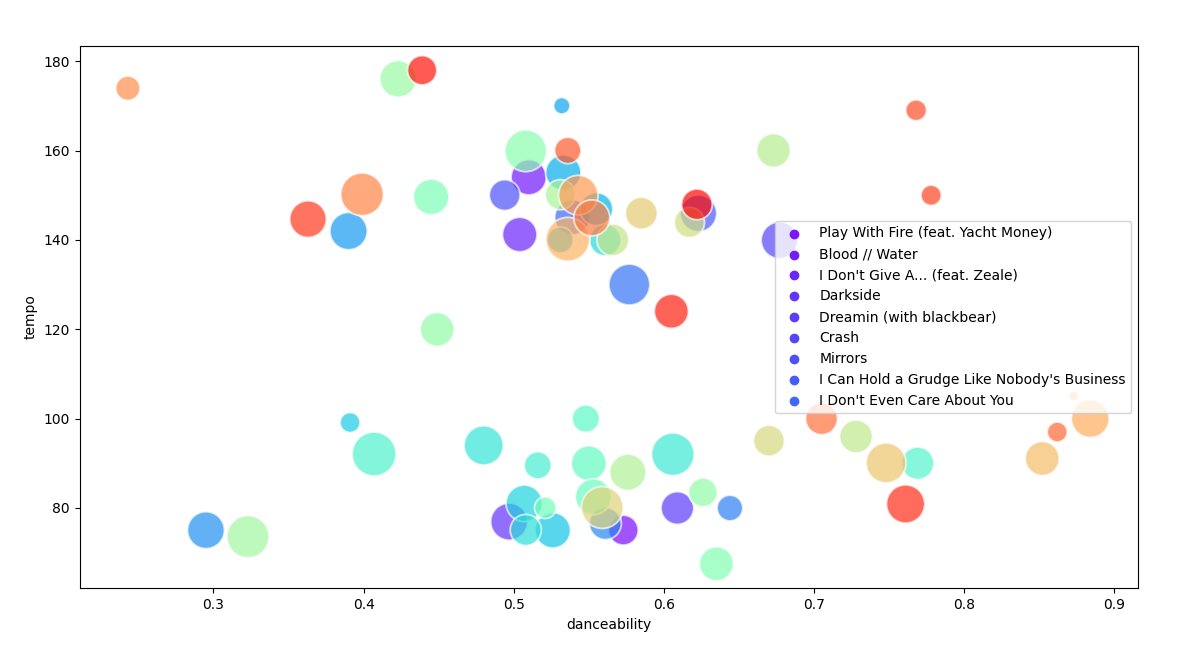 180
160
140
120
100
80
tempo
Play With Fire (feat. Yacht Money)
Blood // Water
I Don't Give A... (feat. Zeale)
Darkside
Dreamin (with blackbear)
Crash
Mirrors
I Can Hold a Grudge Like Nobody's Business
I Don't Even Care About You
0.3 0.4 0.5 0.6 0.7 0.8 0.9
danceability